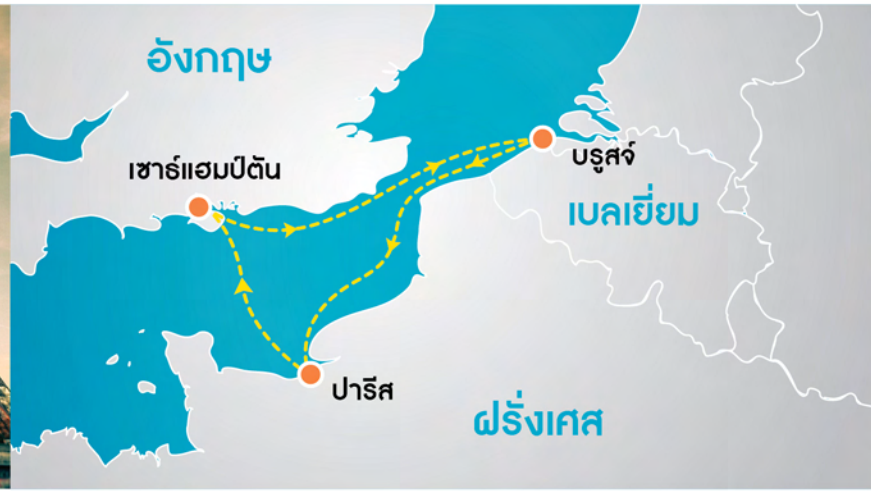 อังกฤษ
เซาธ์แฮมป์ตัน
บรูสจ์
เบลเยี่ยม
ปารีส
ฝรั่งเศส